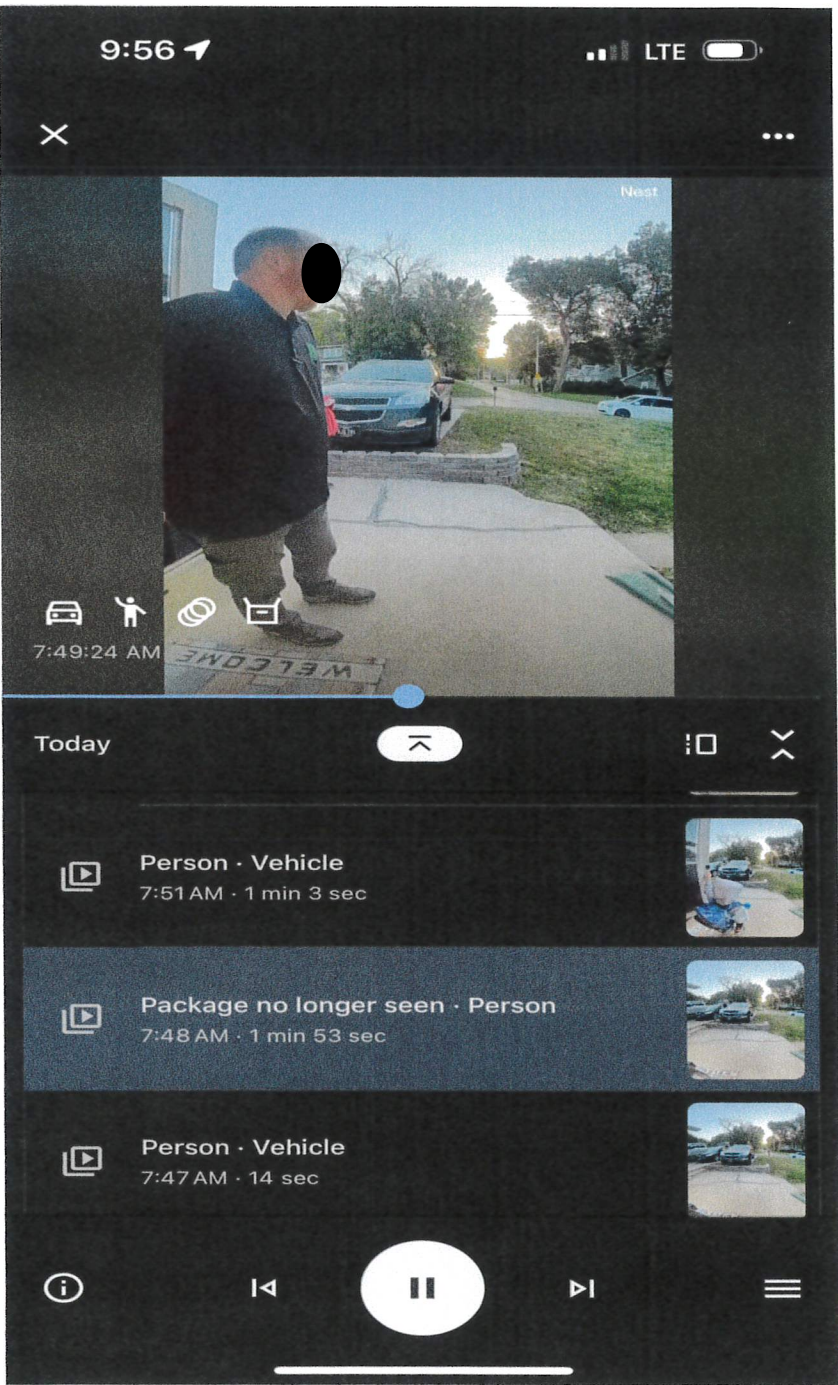 9:56
LTE
Nest
7:49:24 AM
WELCOME
Today
Person · Vehicle
7:51 AM · 1 min 3 sec
Package no longer seen · Person
7:48 AM · 1 min 53 sec
Person · Vehicle
7:47 AM · 14 sec